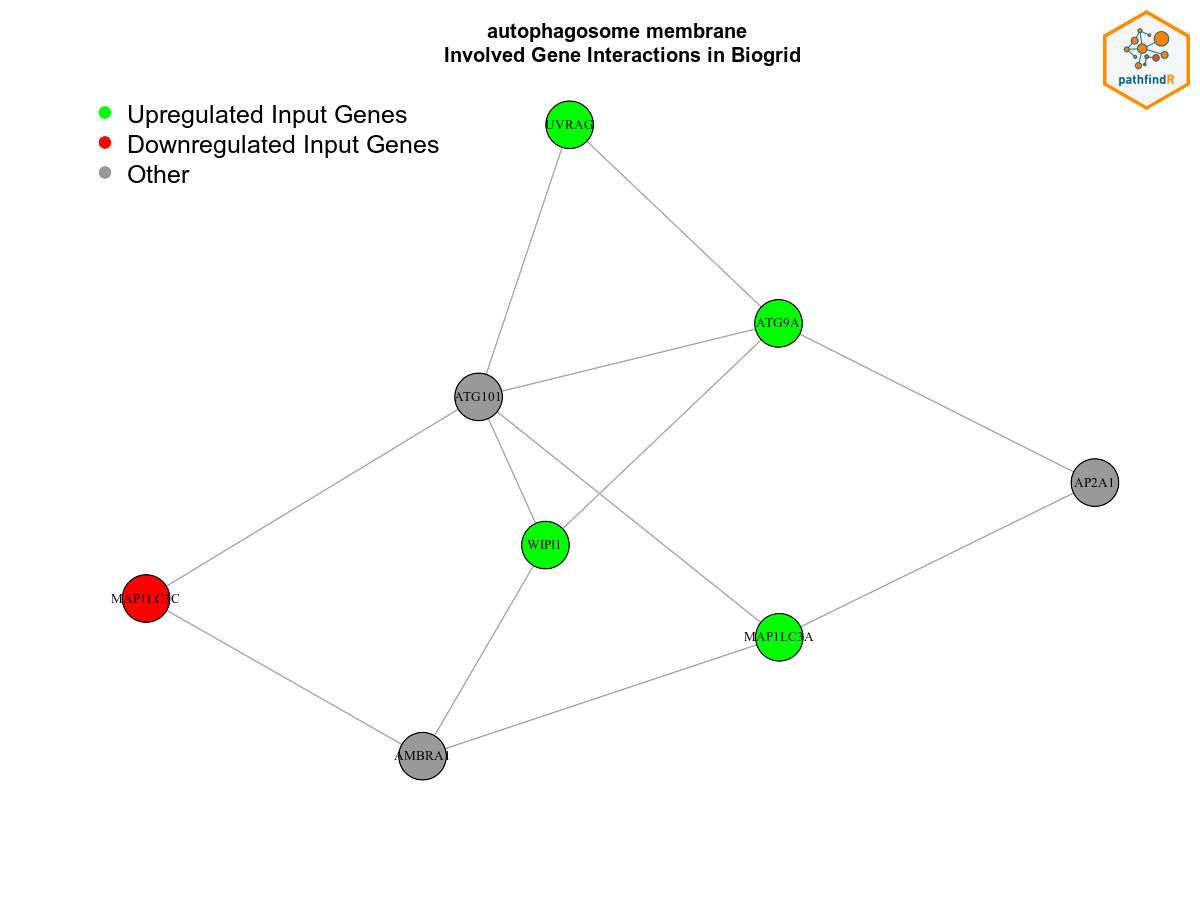 autophagosome membrane
Involved Gene Interactions in Biogrid
pathfindR
Upregulated Input Genes
Downregulated Input Genes
Other
UVRAG
ATG9A
ATG101
AP2A1
WIPI1
MAP1LC3C
MAP1LC3A
AMBRA1